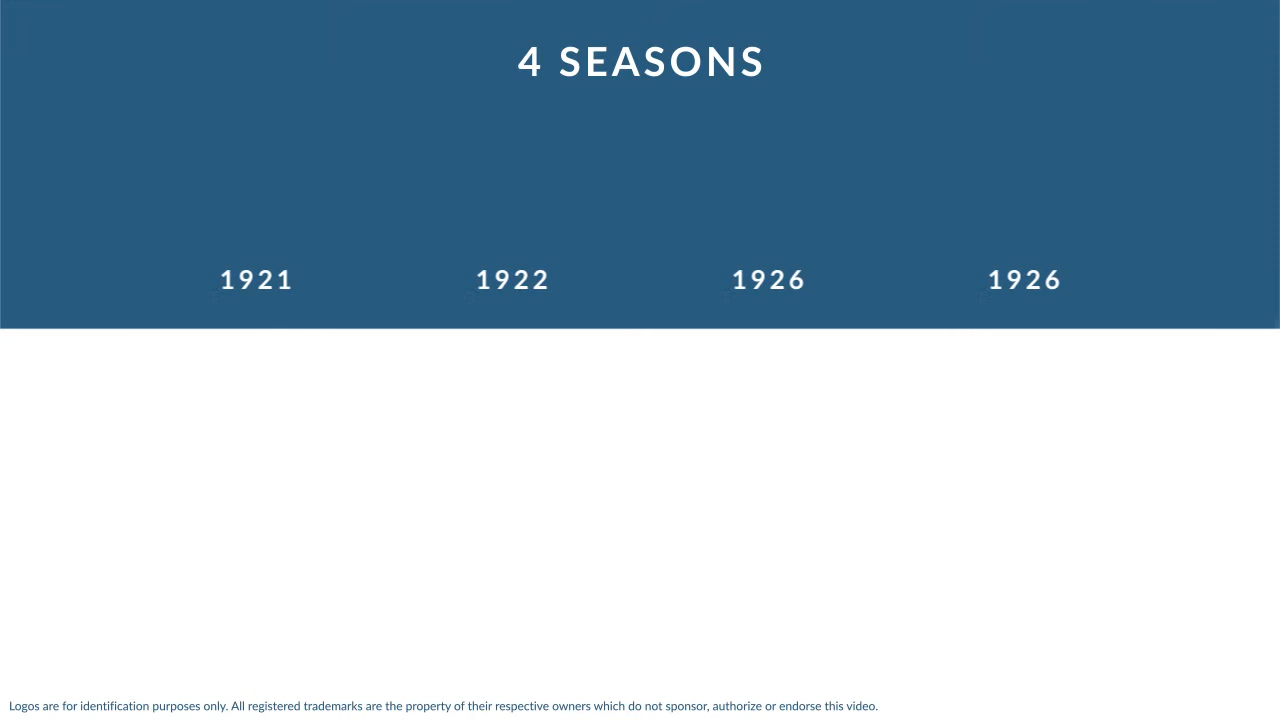 4 SEASONS
1921 1922 1926 1926
Logos are for identification purposes only. All registered trademarks are the property of their respective owners which do not sponsor, authorize or endorse this video.